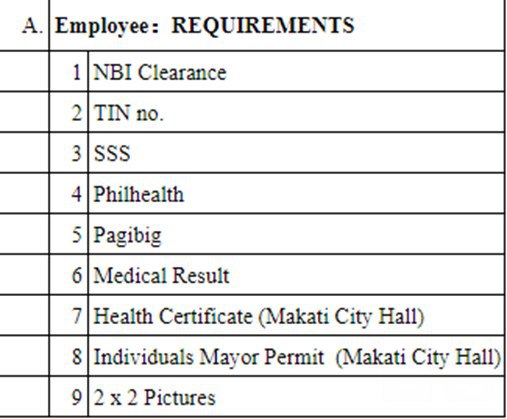 A. Employee: REQUIREMENTS
1 NBI Clearance
2 TIN no.
3 SSS
4 Philhealth
5 Pagibig
6 Medical Result
7 Health Certificate (Makati City Hall)
8 Individuals Mayor Permit (Makati City Hall)
9 2 x 2 Pictures